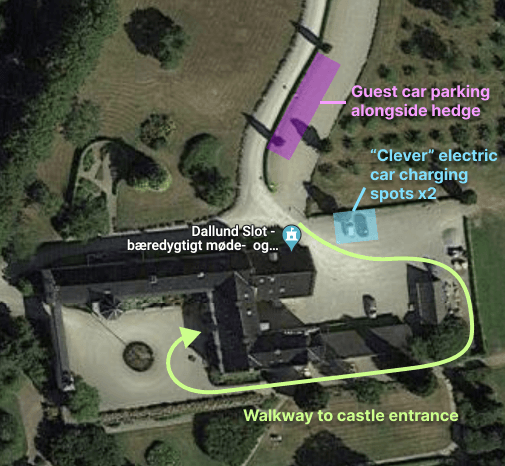 Guest car parking
alongside hedge
“Clever” electric
car charging
spots x2
Dallund Slot -
bæredygtigt møde- og...
Walkway to castle entrance